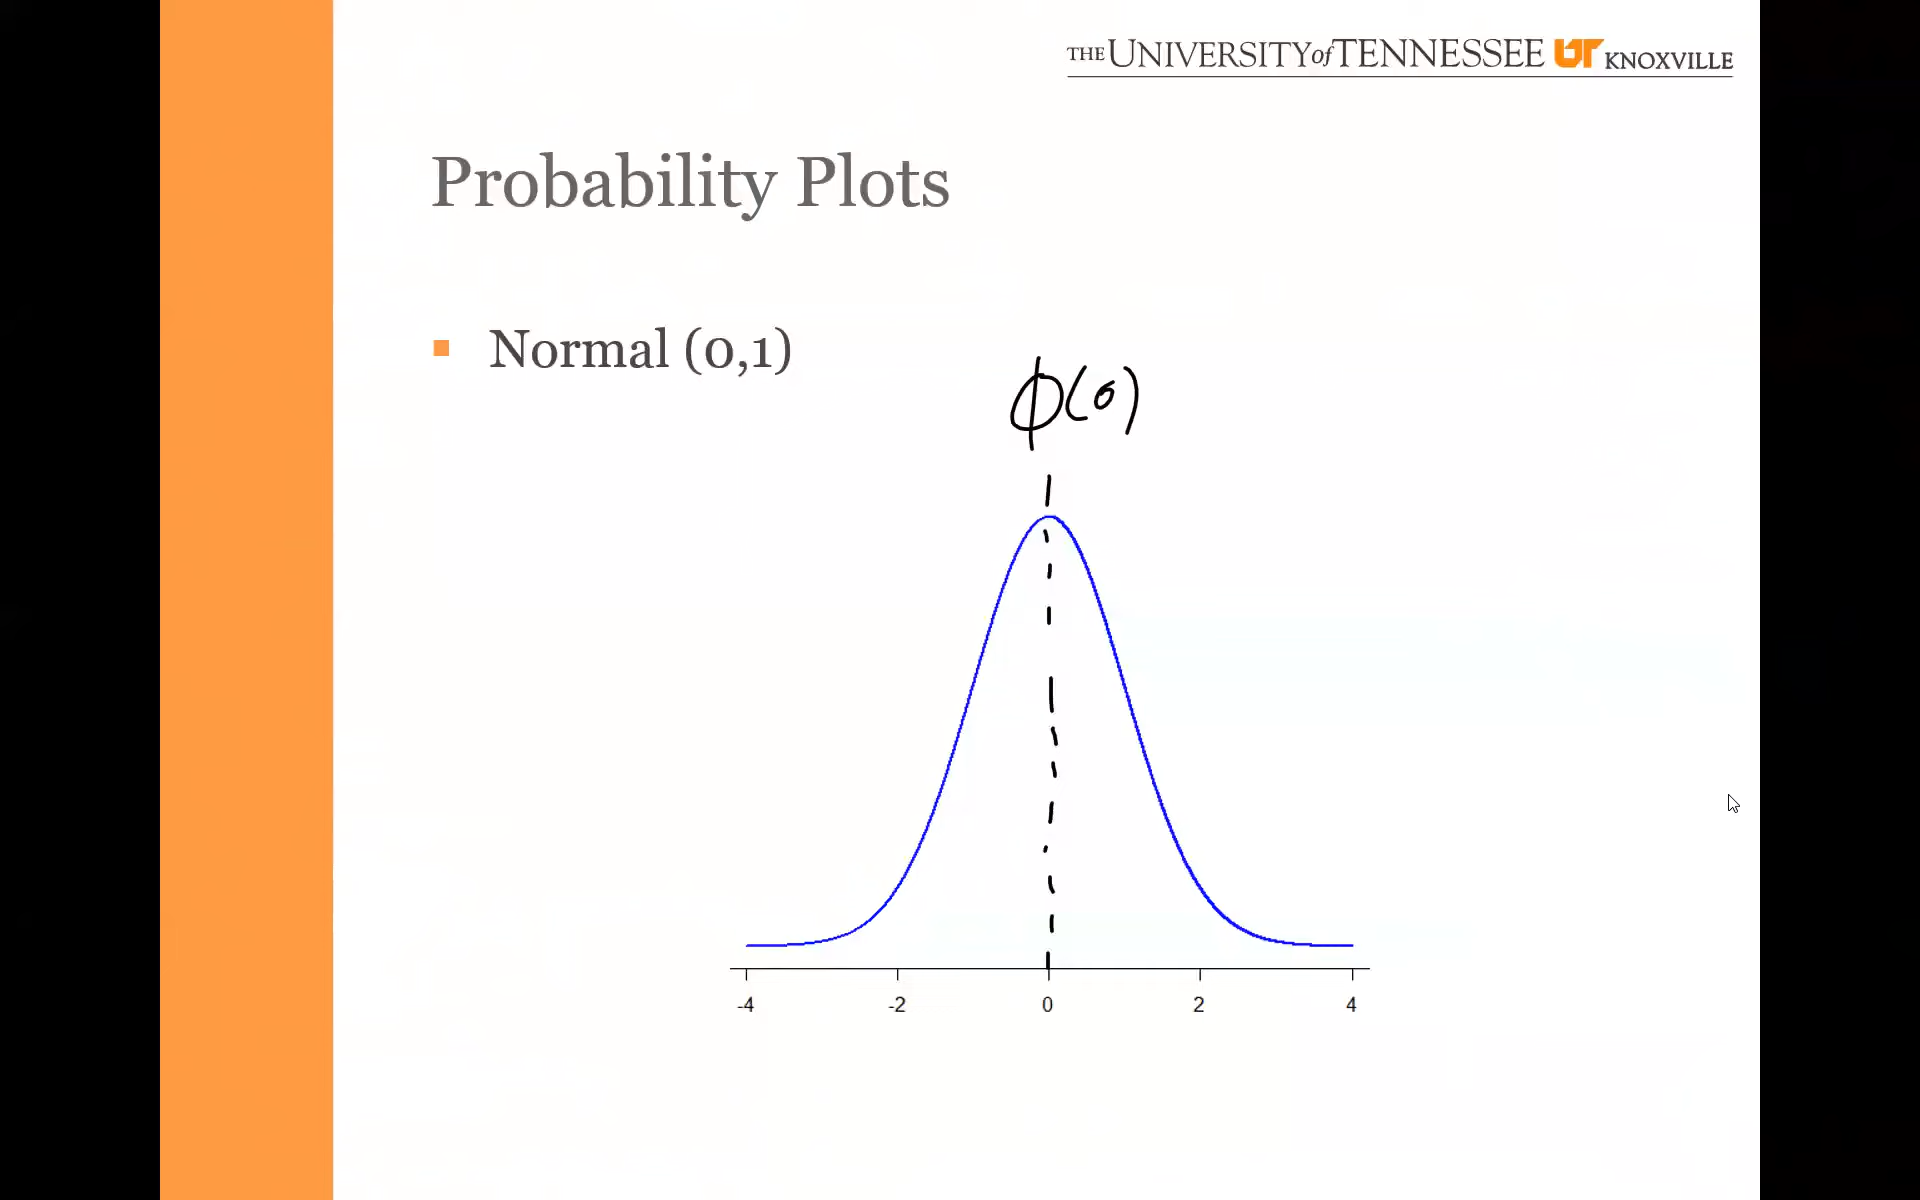 THE UNIVERSITY of TENNESSEE UT KNOXVILLE
Probability Plots
▪ Normal (0,1)
ϕ(0)
-4 -2 0 2 4